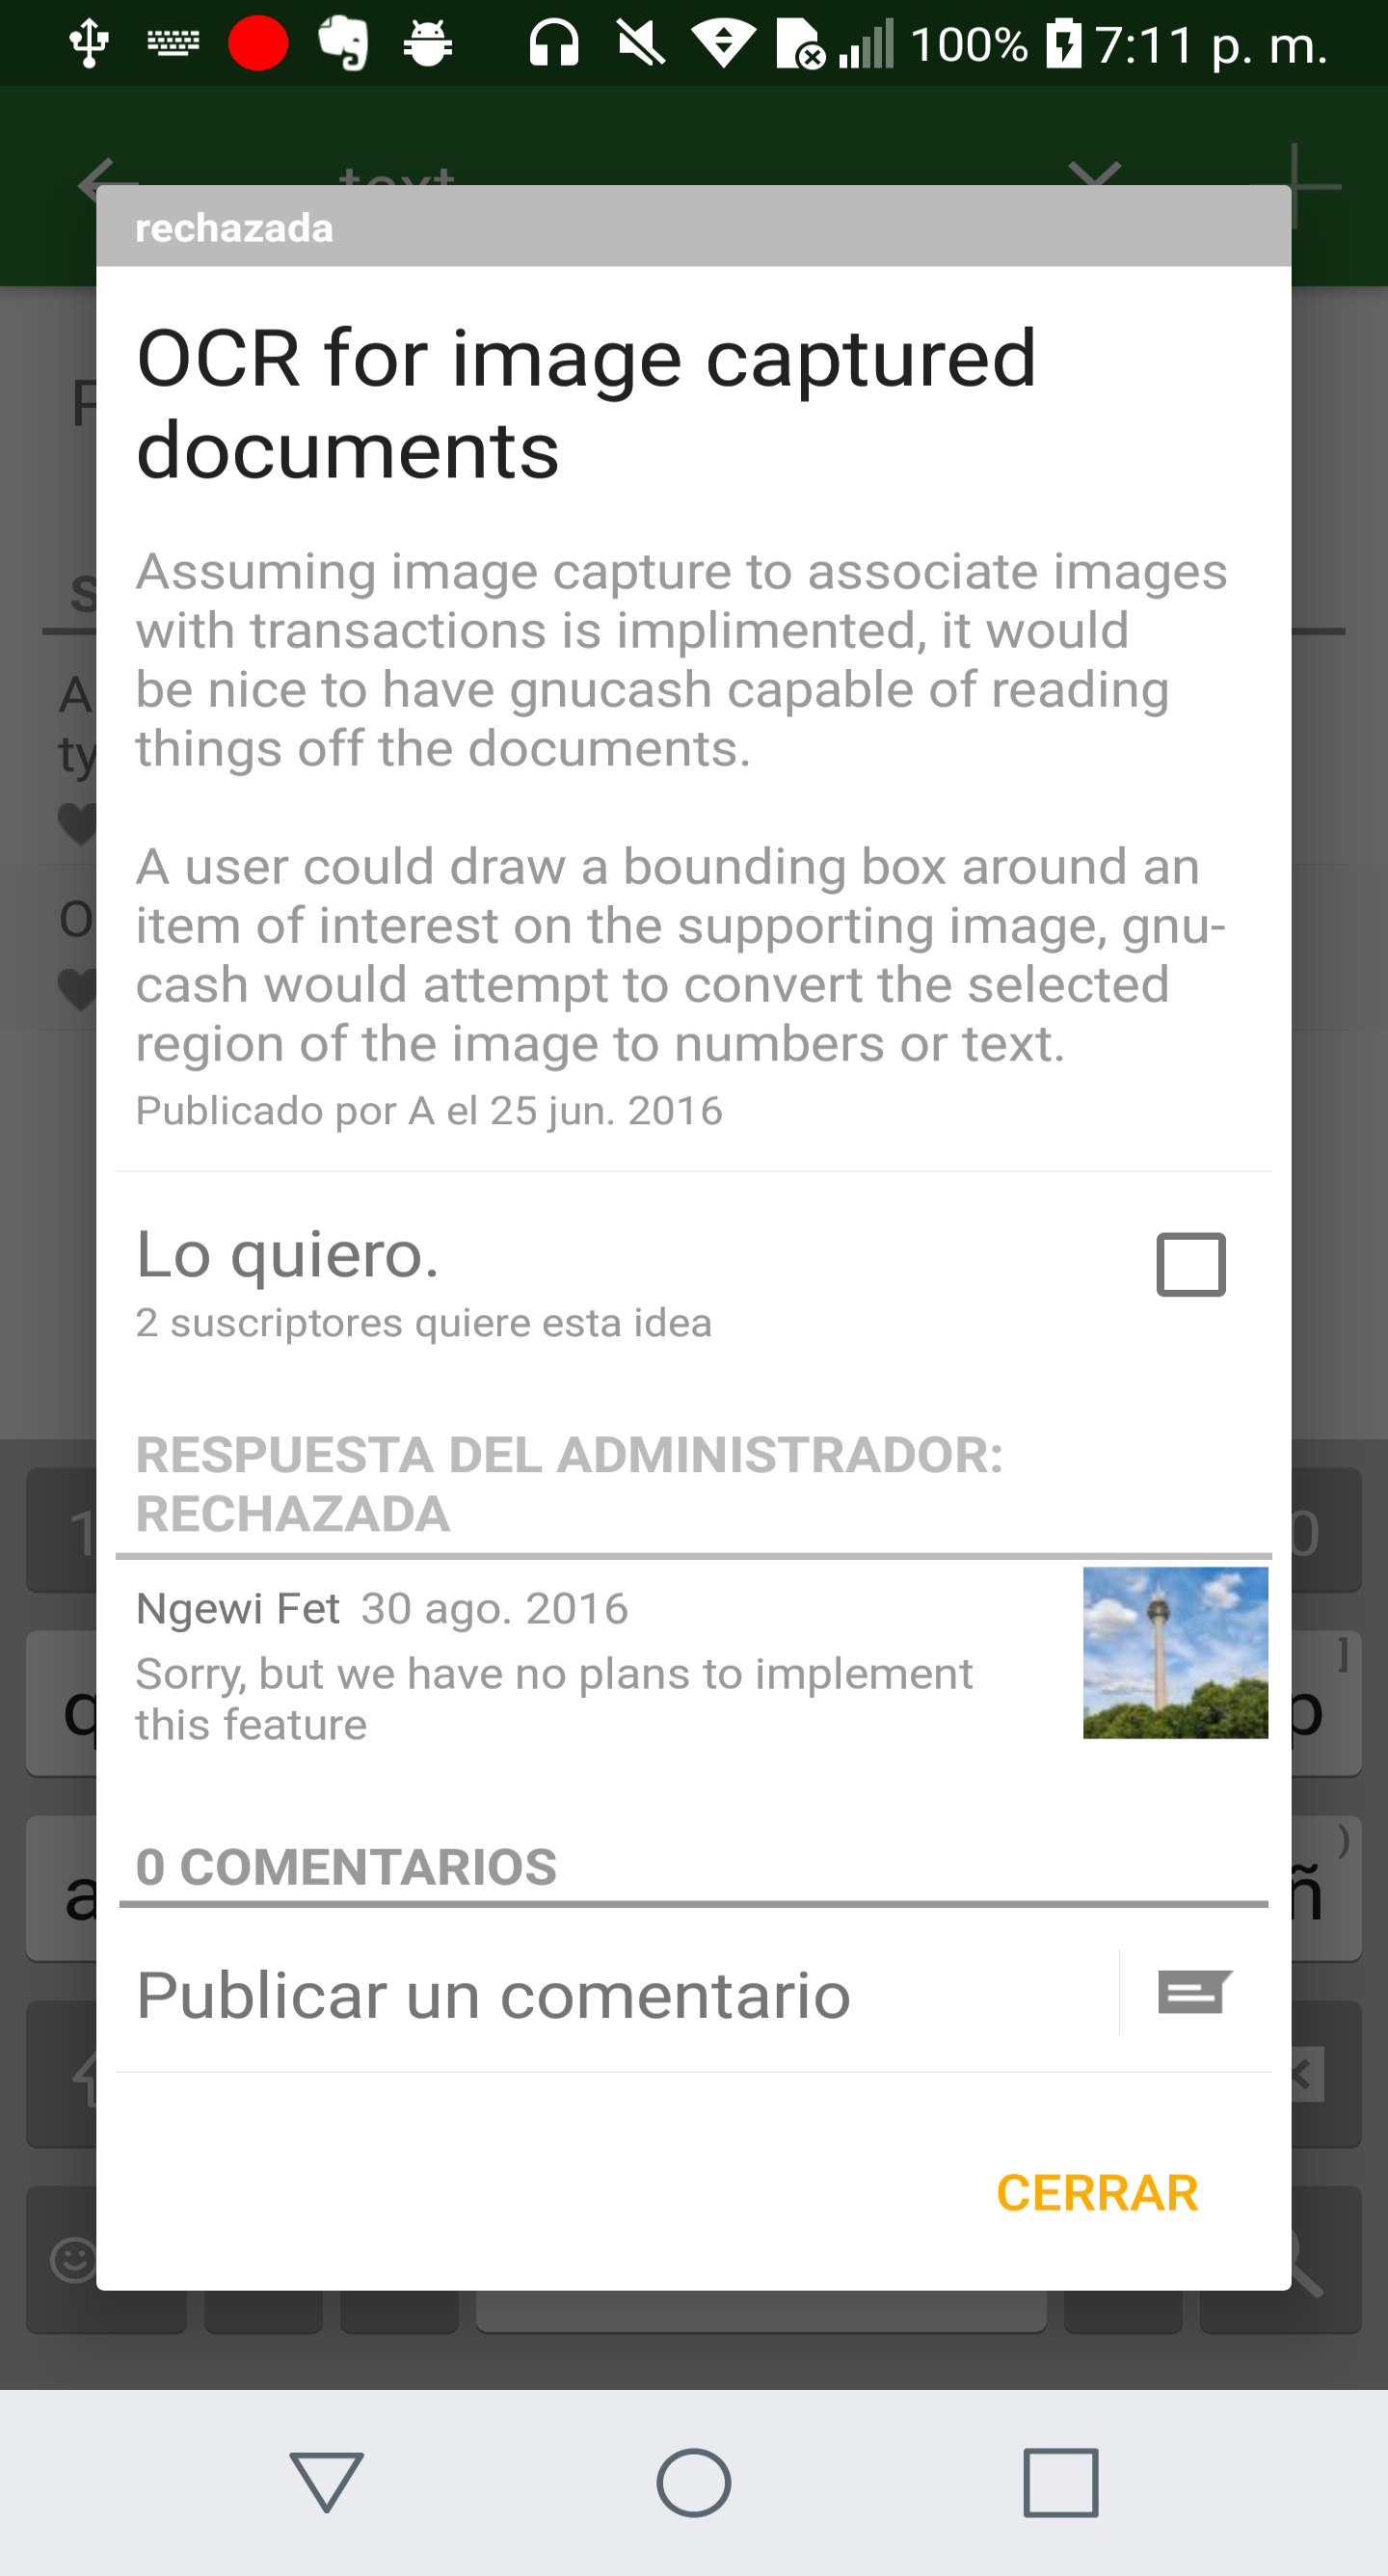 100% 7:11 p. m.
text
rechazada
OCR for image captured
documents
Assuming image capture to associate images
with transactions is implimented, it would
be nice to have gnucash capable of reading
things off the documents.
A user could draw a bounding box around an
item of interest on the supporting image, gnu-
cash would attempt to convert the selected
region of the image to numbers or text.
Publicado por A el 25 jun. 2016
Lo quiero.
2 suscriptores quiere esta idea
RESPUESTA DEL ADMINISTRADOR:
RECHAZADA
Ngewi Fet 30 ago. 2016
Sorry, but we have no plans to implement
this feature
0 COMENTARIOS
Publicar un comentario
CERRAR
1 0
q p ]
a ñ )